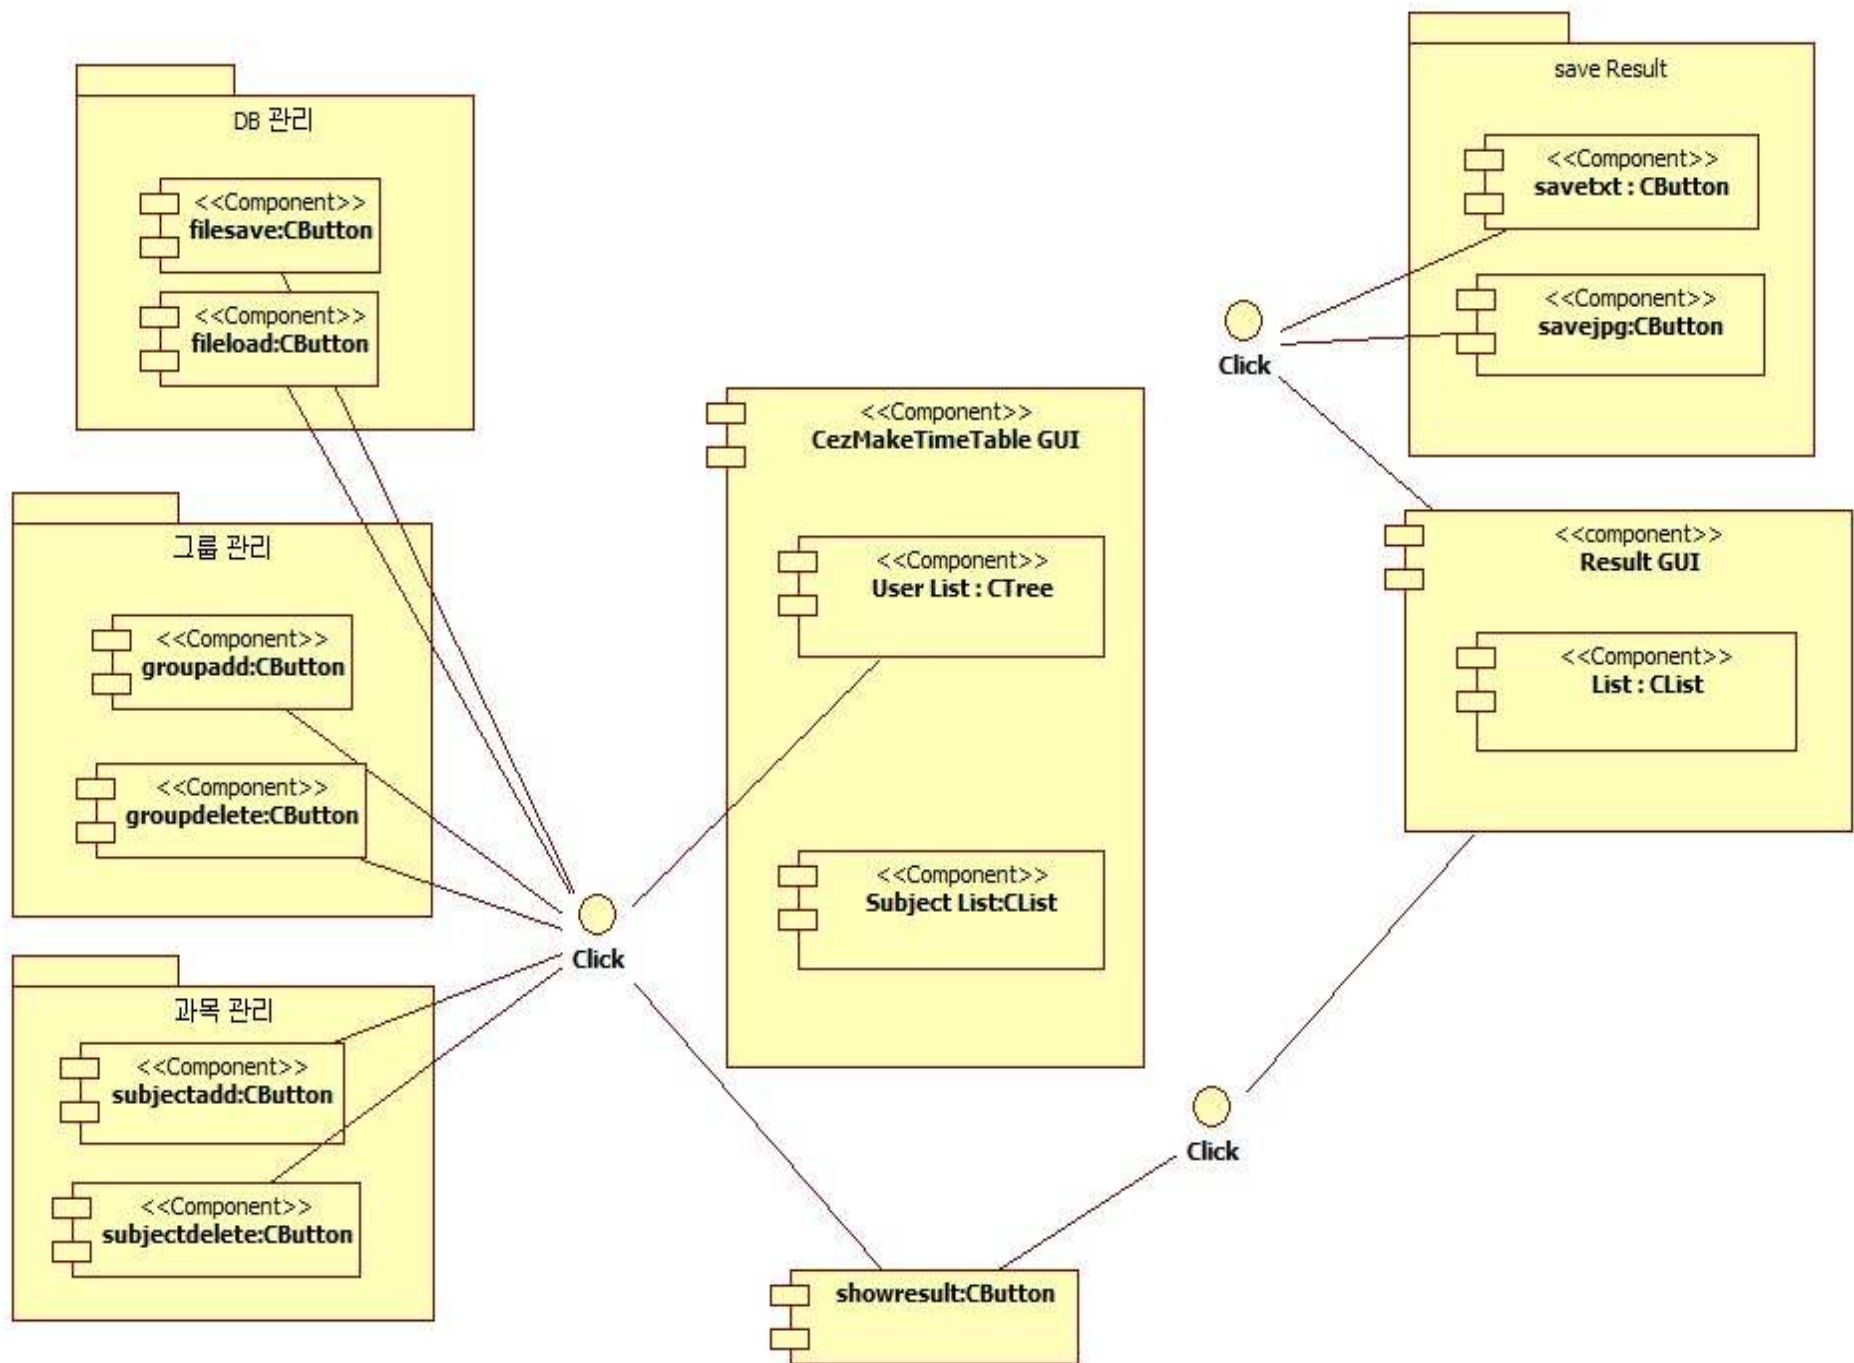 DB 관리
<<Component>>
filesave:CButton
<<Component>>
fileload:CButton
그룹 관리
<<Component>>
groupadd:CButton
<<Component>>
groupdelete:CButton
과목 관리
<<Component>>
subjectadd:CButton
<<Component>>
subjectdelete:CButton
Click
<<Component>>
CezMakeTimeTable GUI
<<Component>>
User List : CTree
<<Component>>
Subject List:CList
showresult:CButton
Click
Click
save Result
<<Component>>
savetxt : CButton
<<Component>>
savejpg:CButton
<<component>>
Result GUI
<<Component>>
List : CList